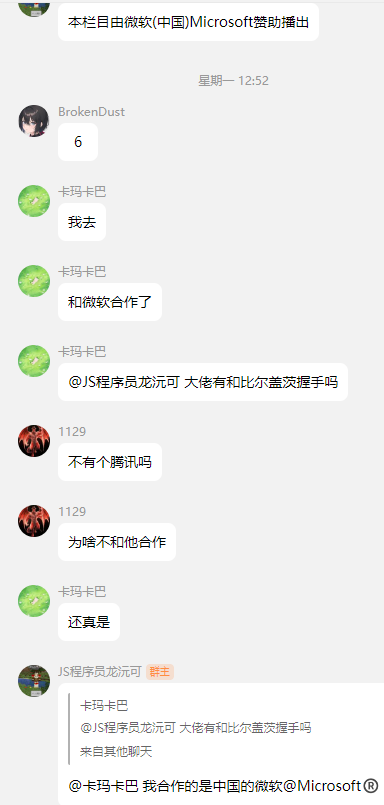 本栏目由微软(中国)Microsoft赞助播出
星期一 12:52
BrokenDust
6
卡玛卡巴
我去
卡玛卡巴
和微软合作了
卡玛卡巴
@JS程序员龙沅可 大佬有和比尔盖茨握手吗
1129
不有个腾讯吗
1129
为啥不和他合作
卡玛卡巴
还真是
JS程序员龙沅可 群主
卡玛卡巴
@JS程序员龙沅可 大佬有和比尔盖茨握手吗
来自其他聊天
@卡玛卡巴 我合作的是中国的微软@Microsoft®